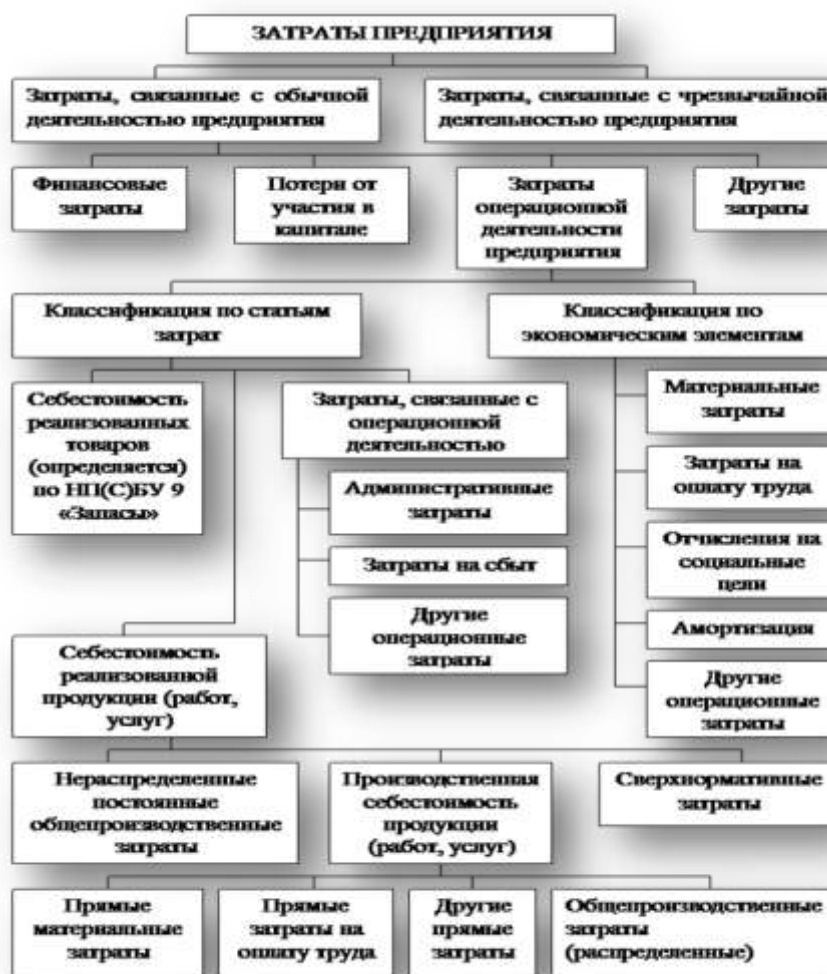 ЗАТРАТЫ ПРЕДПРИЯТИЯ
Затраты, связанные с обычной
деятельностью предприятия
Затраты, связанные с чрезвычайной
деятельностью предприятия
Финансовые
затраты
Потери от
участия в
капитале
Затраты
операционной
деятельности
предприятия
Другие
затраты
Классификация по статьям
затрат
Классификация по
экономическим элементам
Себестоимость
реализованных
товаров
(определяется)
по НП(С)БУ 9
«Запасы»
Затраты, связанные с
операционной
деятельностью
Административные
затраты
Затраты на сбыт
Другие
операционные
затраты
Материальные
затраты
Затраты на
оплату труда
Отчисления на
социальные
цели
Амортизация
Другие
операционные
затраты
Себестоимость
реализованной
продукции (работ,
услуг)
Нераспределенные
постоянные
общепроизводственные
затраты
Производственная
себестоимость
продукции
(работ, услуг)
Сверхнормативные
затраты
Прямые
материальные
затраты
Прямые
затраты на
оплату труда
Другие
прямые
затраты
Общепроизводственные
затраты
(распределенные)